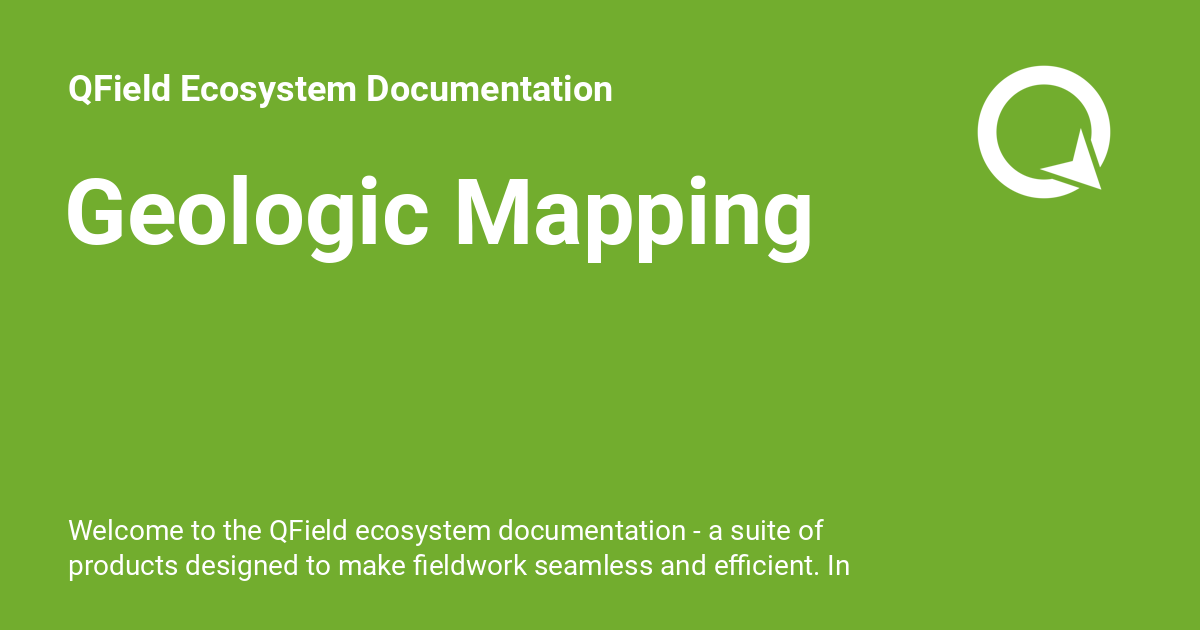 QField Ecosystem Documentation
Geologic Mapping
Welcome to the QField ecosystem documentation - a suite of
products designed to make fieldwork seamless and efficient. In